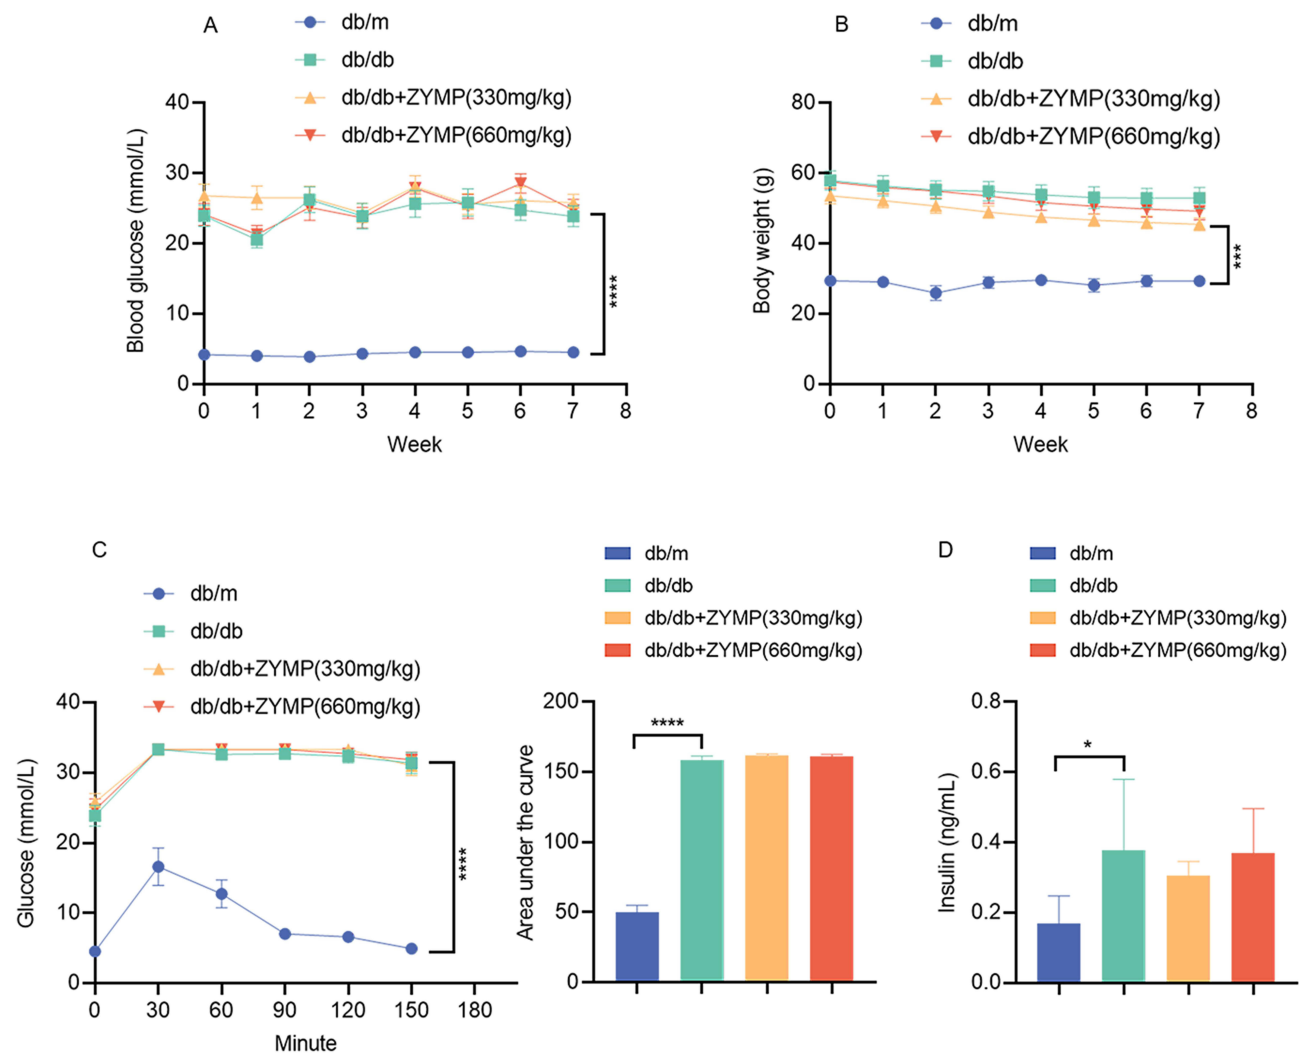 A
db/m
db/db
db/db+ZYMP(330mg/kg)
db/db+ZYMP(660mg/kg)
Blood glucose (mmol/L)
40
30
20
10
0
0 1 2 3 4 5 6 7 8
Week
****
B
db/m
db/db
db/db+ZYMP(330mg/kg)
db/db+ZYMP(660mg/kg)
Body weight (g)
80
60
40
20
0
0 1 2 3 4 5 6 7 8
Week
***
C
db/m
db/db
db/db+ZYMP(330mg/kg)
db/db+ZYMP(660mg/kg)
Glucose (mmol/L)
40
30
20
10
0
0 30 60 90 120 150 180
Minute
****
db/m
db/db
db/db+ZYMP(330mg/kg)
db/db+ZYMP(660mg/kg)
Area under the curve
200
150
100
50
0
****
D
db/m
db/db
db/db+ZYMP(330mg/kg)
db/db+ZYMP(660mg/kg)
Insulin (ng/mL)
0.8
0.6
0.4
0.2
0.0
*